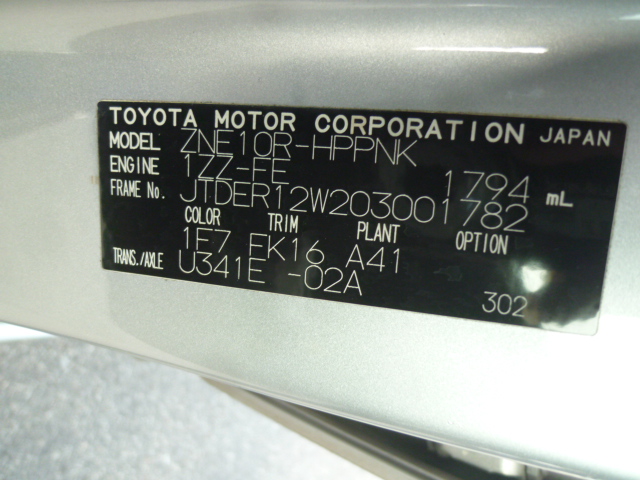 TOYOTA MOTOR CORPORATION JAPAN
MODEL ZNE10R-HPPNK
ENGINE 1ZZ-FE 1794 mL
FRAME No. JTDER12W203001782
COLOR TRIM PLANT OPTION
1F7 FK16 A41
TRANS./AXLE U341E -02A
302